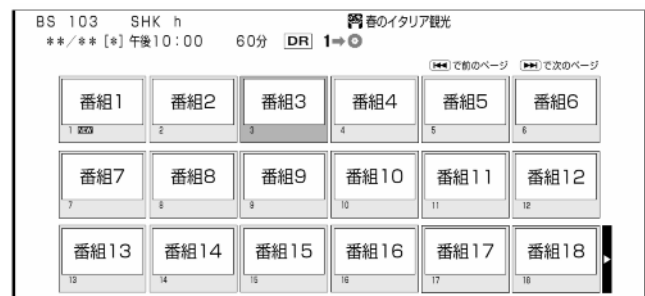 BS 103 SHK h 春のイタリア観光
**/** [*] 午後10:00 60分 DR 1➡
⏮ で前のページ ⏭ で次のページ
番組1 番組2 番組3 番組4 番組5 番組6
1 NEW 2 3 4 5 6
番組7 番組8 番組9 番組10 番組11 番組12
7 8 9 10 11 12
番組13 番組14 番組15 番組16 番組17 番組18
13 14 15 16 17 18